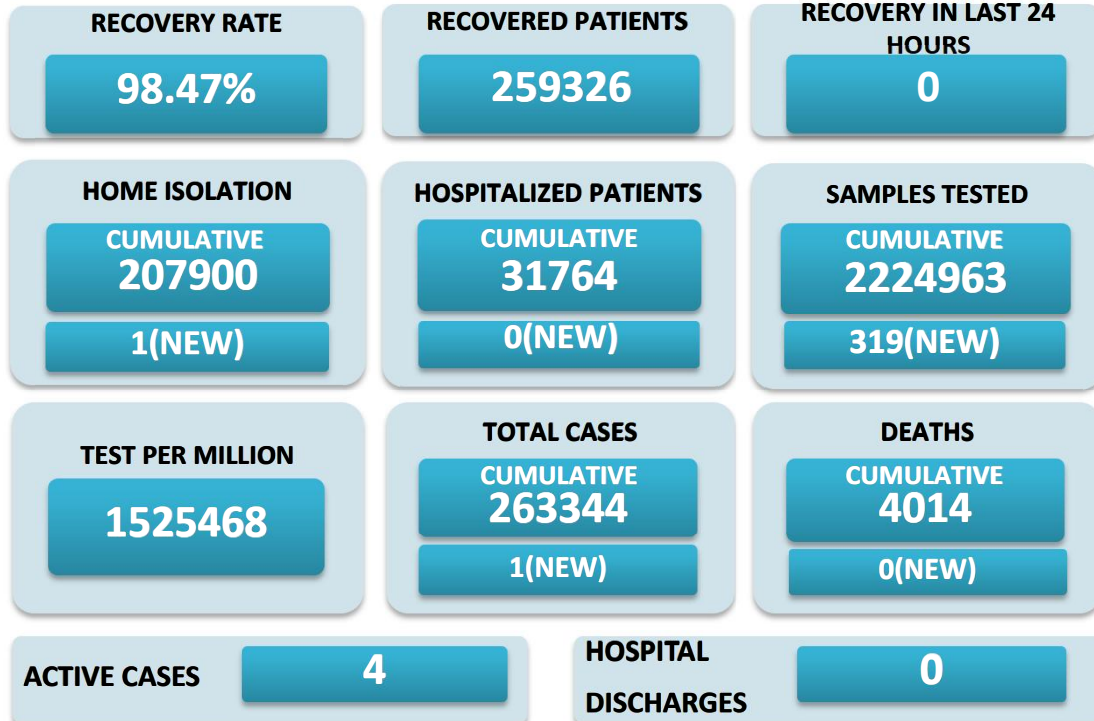 RECOVERY RATE
98.47%
RECOVERED PATIENTS
259326
RECOVERY IN LAST 24
HOURS
0
HOME ISOLATION
CUMULATIVE
207900
1(NEW)
HOSPITALIZED PATIENTS
CUMULATIVE
31764
0(NEW)
SAMPLES TESTED
CUMULATIVE
2224963
319(NEW)
TEST PER MILLION
1525468
TOTAL CASES
CUMULATIVE
263344
1(NEW)
DEATHS
CUMULATIVE
4014
0(NEW)
ACTIVE CASES
4
HOSPITAL
DISCHARGES
0